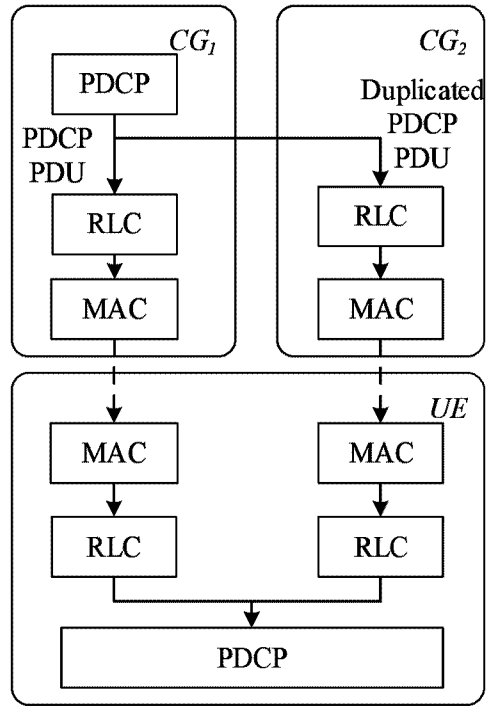 CG1
PDCP
PDCP
PDU
RLC
MAC
CG2
Duplicated
PDCP
PDU
RLC
MAC
UE
MAC
MAC
RLC
RLC
PDCP